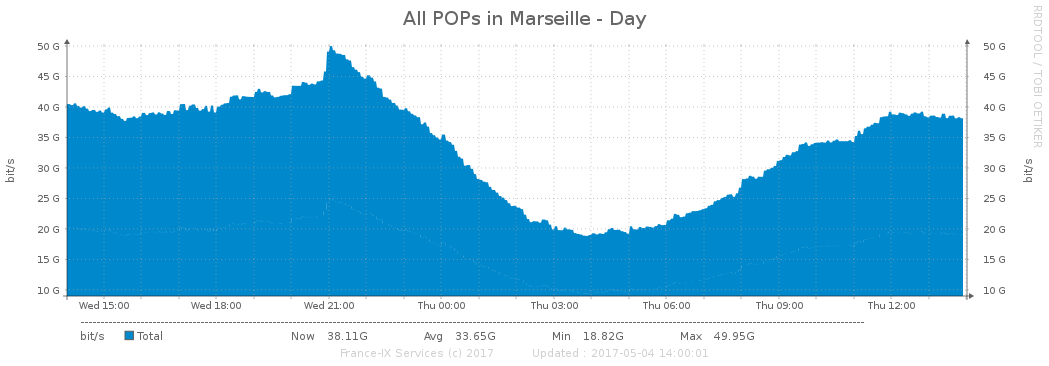 All POPs in Marseille - Day
RRDTOOL / TOBI OETIKER
50 G 50 G
45 G 45 G
40 G 40 G
35 G 35 G
30 G 30 G
25 G 25 G
20 G 20 G
15 G 15 G
10 G 10 G
bit/s bit/s
Wed 15:00 Wed 18:00 Wed 21:00 Thu 00:00 Thu 03:00 Thu 06:00 Thu 09:00 Thu 12:00
bit/s Total Now 38.11G Avg 33.65G Min 18.82G Max 49.95G
France-IX Services (c) 2017 Updated : 2017-05-04 14:00:01